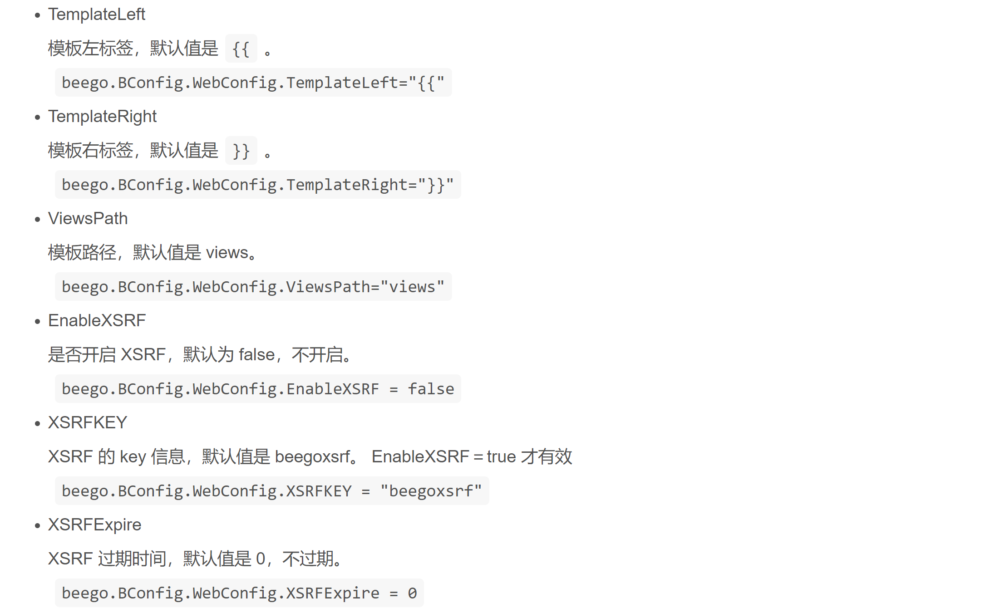 TemplateLeft
模板左标签，默认值是 {{ 。
beego.BConfig.WebConfig.TemplateLeft="{{"
TemplateRight
模板右标签，默认值是 }} 。
beego.BConfig.WebConfig.TemplateRight="}}"
ViewsPath
模板路径，默认值是 views。
beego.BConfig.WebConfig.ViewsPath="views"
EnableXSRF
是否开启 XSRF，默认为 false，不开启。
beego.BConfig.WebConfig.EnableXSRF = false
XSRFKEY
XSRF 的 key 信息，默认值是 beegoxsrf。 EnableXSRF＝true 才有效
beego.BConfig.WebConfig.XSRFKEY = "beegoxsrf"
XSRFExpire
XSRF 过期时间，默认值是 0，不过期。
beego.BConfig.WebConfig.XSRFExpire = 0